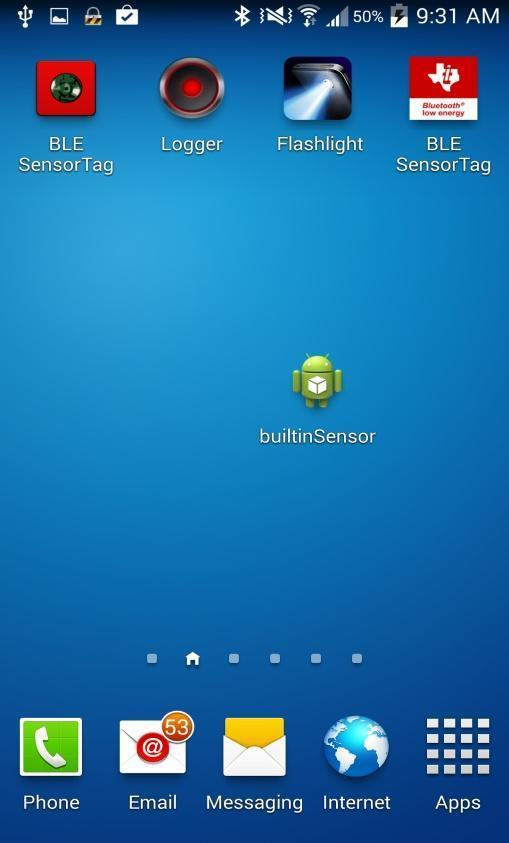 50% 9:31 AM
Bluetooth®
low energy
BLE
SensorTag
Logger
Flashlight
BLE
SensorTag
builtinSensor
53
@
Phone
Email
Messaging
Internet
Apps